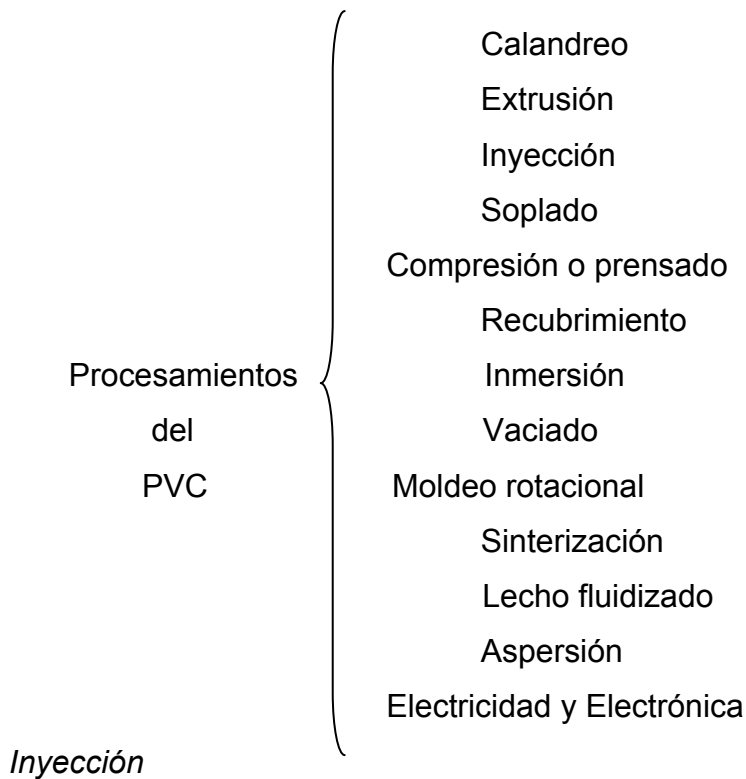 Calandreo
Extrusión
Inyección
Soplado
Compresión o prensado
Recubrimiento
Procesamientos
del
PVC
Inmersión
Vaciado
Moldeo rotacional
Sinterización
Lecho fluidizado
Aspersión
Electricidad y Electrónica
Inyección